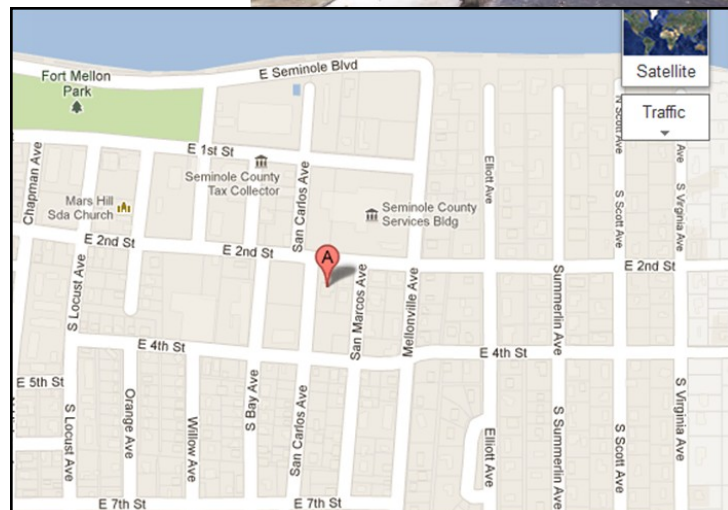 Satellite
Traffic
Fort Mellon
Park
E Seminole Blvd
N Scott Ave
S Virginia Ave
E 1st St
Seminole County
Tax Collector
San Carlos Ave
Elliott Ave
Chapman Ave
Mars Hill
Sda Church
Seminole County
Services Bldg
S Scott Ave
E 2nd St
E 2nd St
A
E 2nd St
S Locust Ave
San Marcos Ave
Mellonville Ave
Summerlin Ave
E 4th St
E 4th St
E 5th St
S Locust Ave
Orange Ave
Willow Ave
S Bay Ave
San Carlos Ave
Elliott Ave
S Summerlin Ave
S Scott Ave
S Virginia Ave
E 7th St
E 7th St